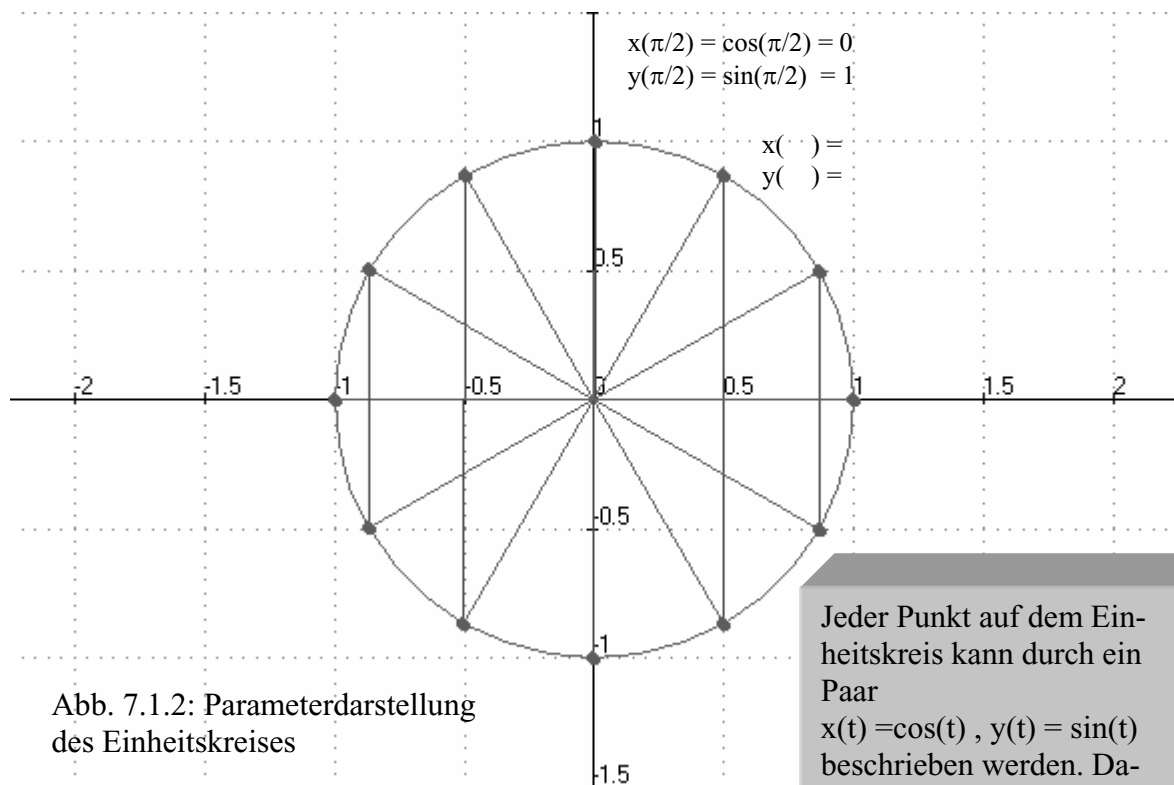 x(π/2) = cos(π/2) = 0
y(π/2) = sin(π/2) = 1
1
x( ) =
y( ) =
0.5
-2 -1.5 -1 -0.5 0 0.5 1 1.5 2
-0.5
-1
Jeder Punkt auf dem Ein-
heitskreis kann durch ein
Paar
x(t) =cos(t) , y(t) = sin(t)
beschrieben werden. Da-
Abb. 7.1.2: Parameterdarstellung
des Einheitskreises
-1.5